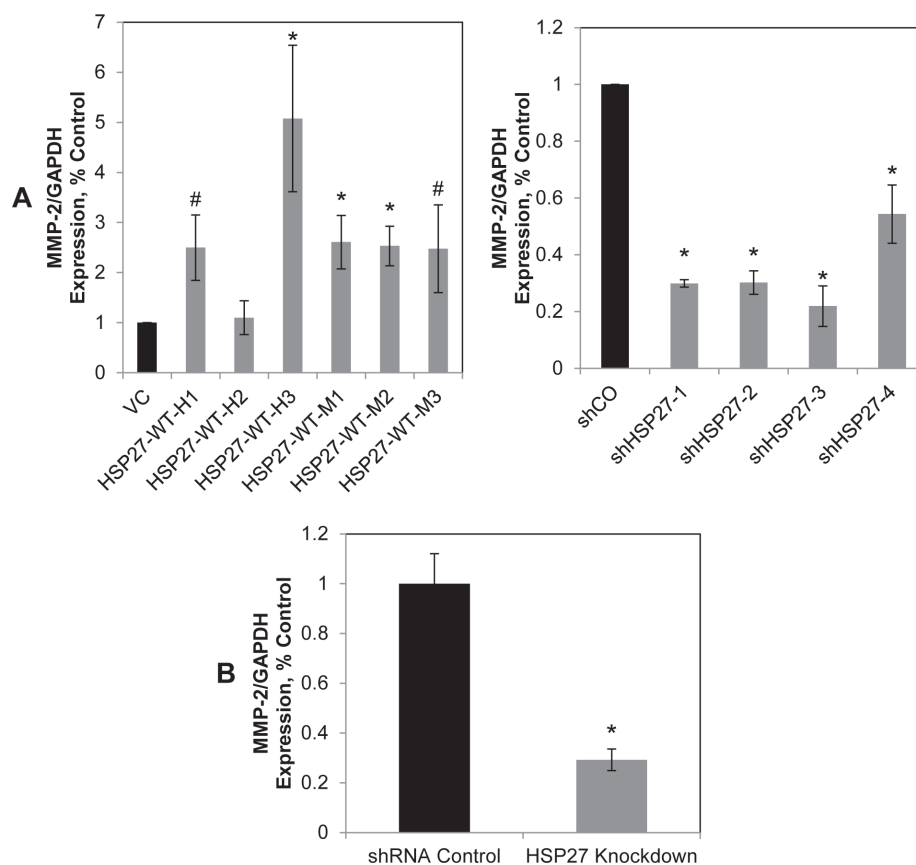 A
MMP-2/GAPDH
Expression, % Control
7
6
5
4
3
2
1
0
#
*
*
*
#
VC
HSP27-WT-H1
HSP27-WT-H2
HSP27-WT-H3
HSP27-WT-M1
HSP27-WT-M2
HSP27-WT-M3
MMP-2/GAPDH
Expression, % Control
1.2
1
0.8
0.6
0.4
0.2
0
*
*
*
*
shCO
shHSP27-1
shHSP27-2
shHSP27-3
shHSP27-4
B
MMP-2/GAPDH
Expression, % Control
1.2
1
0.8
0.6
0.4
0.2
0
*
shRNA Control
HSP27 Knockdown